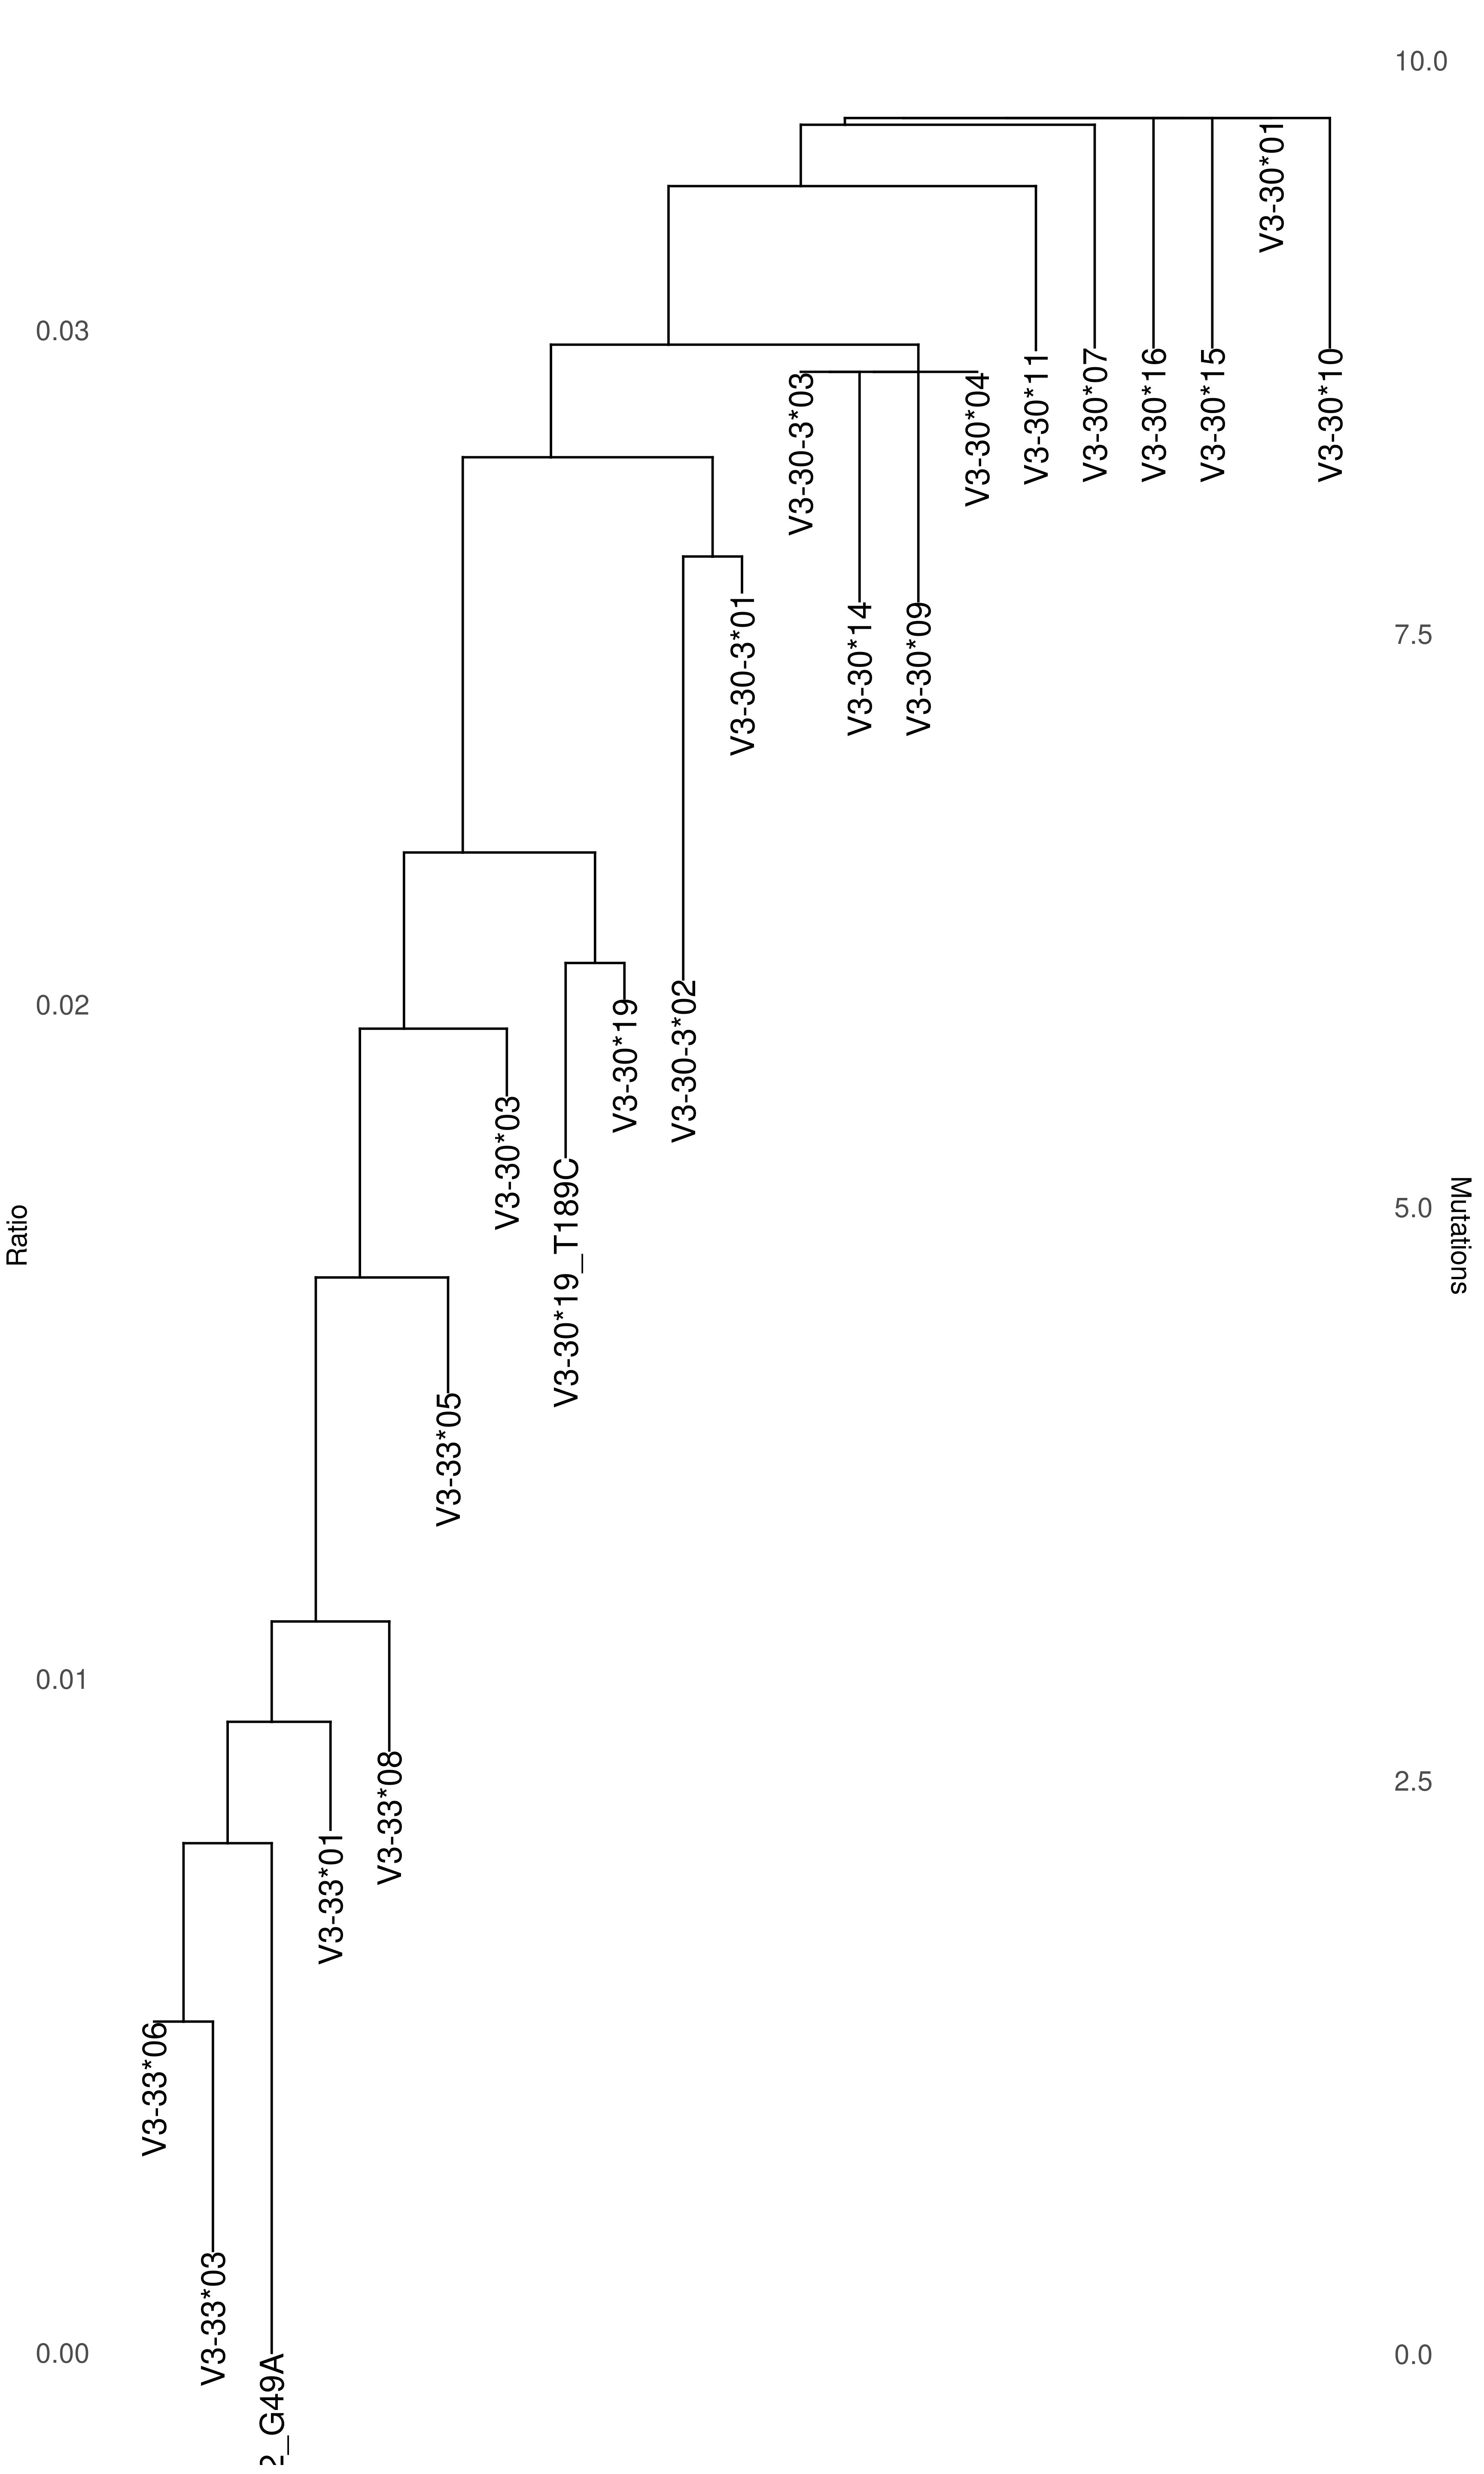 10.0
V3-30*01
0.03
V3-30*11
V3-30*07
V3-30*16
V3-30*15
V3-30*10
V3-30-3*03
V3-30*04
V3-30-3*01
V3-30*14
V3-30*09
7.5
0.02
V3-30*19
V3-30-3*02
V3-30*03
V3-30*19_T189C
Ratio
5.0
Mutations
V3-33*05
0.01
V3-33*08
2.5
V3-33*01
V3-33*06
V3-33*03
0.00
0.0
2_G49A